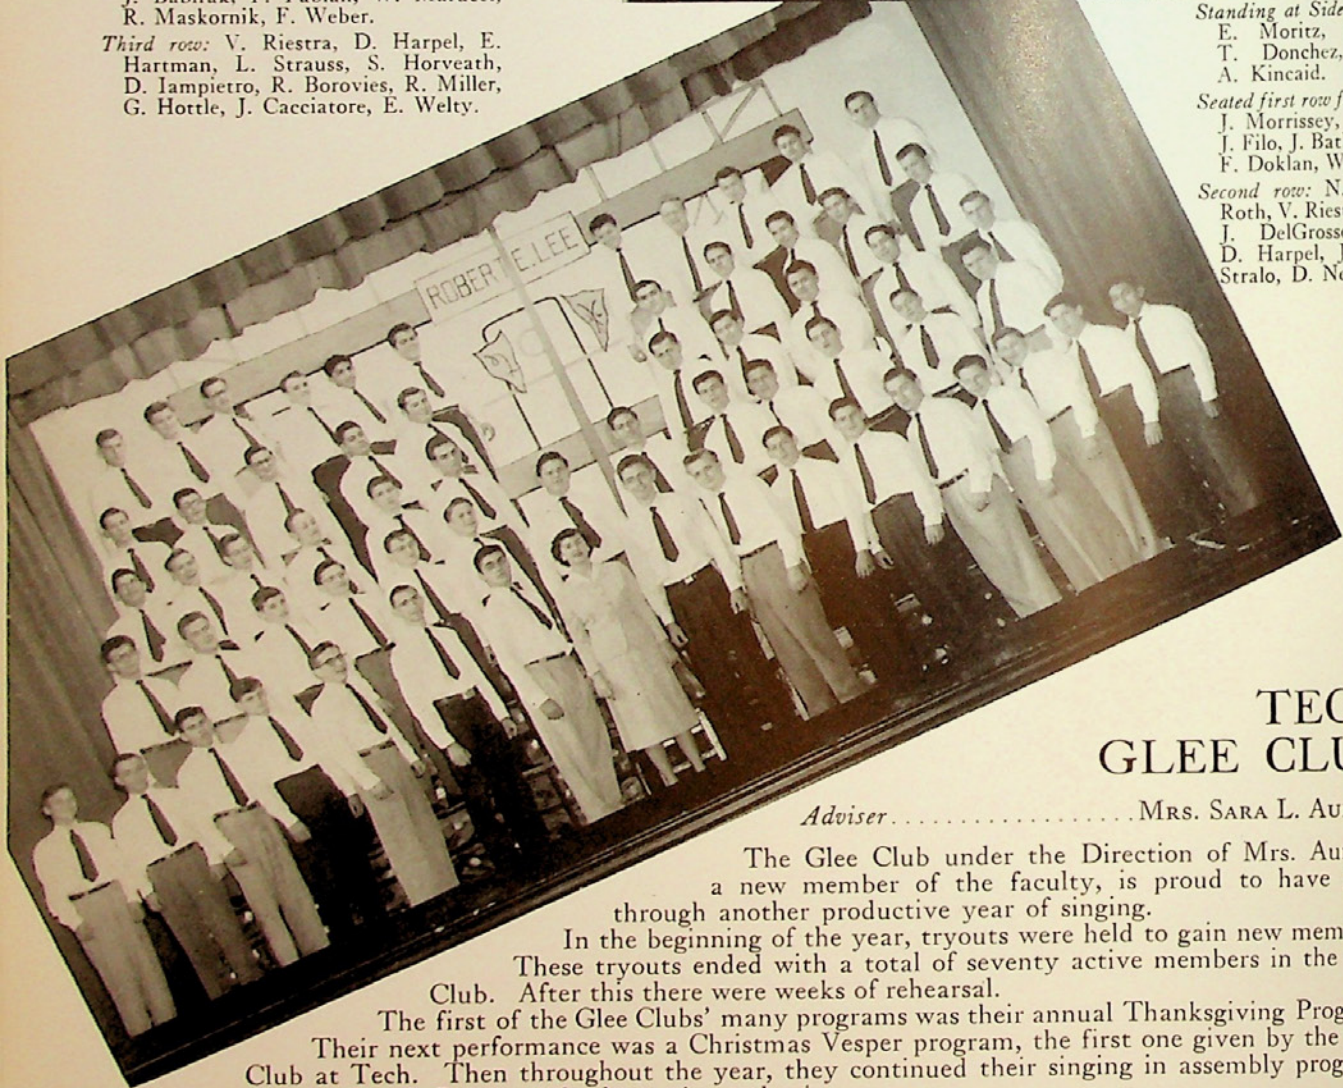 R. Maskornik, F. Weber.
Third row: V. Riestra, D. Harpel, E.
Hartman, L. Strauss, S. Horveath,
D. Iampietro, R. Borovies, R. Miller,
G. Hottle, J. Cacciatore, E. Welty.
Standing at Side
E. Moritz,
T. Donchez,
A. Kincaid.
Seated first row f
J. Morrissey,
J. Filo, J. Bat
F. Doklan, W
Second row: N.
Roth, V. Ries
J. DelGross
D. Harpel, J
Stralo, D. Ne
ROBERT E. LEE
TEC
GLEE CLU
Adviser..................MRS. SARA L. AU
The Glee Club under the Direction of Mrs. Au
a new member of the faculty, is proud to have
through another productive year of singing.
In the beginning of the year, tryouts were held to gain new mem
These tryouts ended with a total of seventy active members in the
Club. After this there were weeks of rehearsal.
The first of the Glee Clubs' many programs was their annual Thanksgiving Prog
Their next performance was a Christmas Vesper program, the first one given by the
Club at Tech. Then throughout the year, they continued their singing in assembly prog